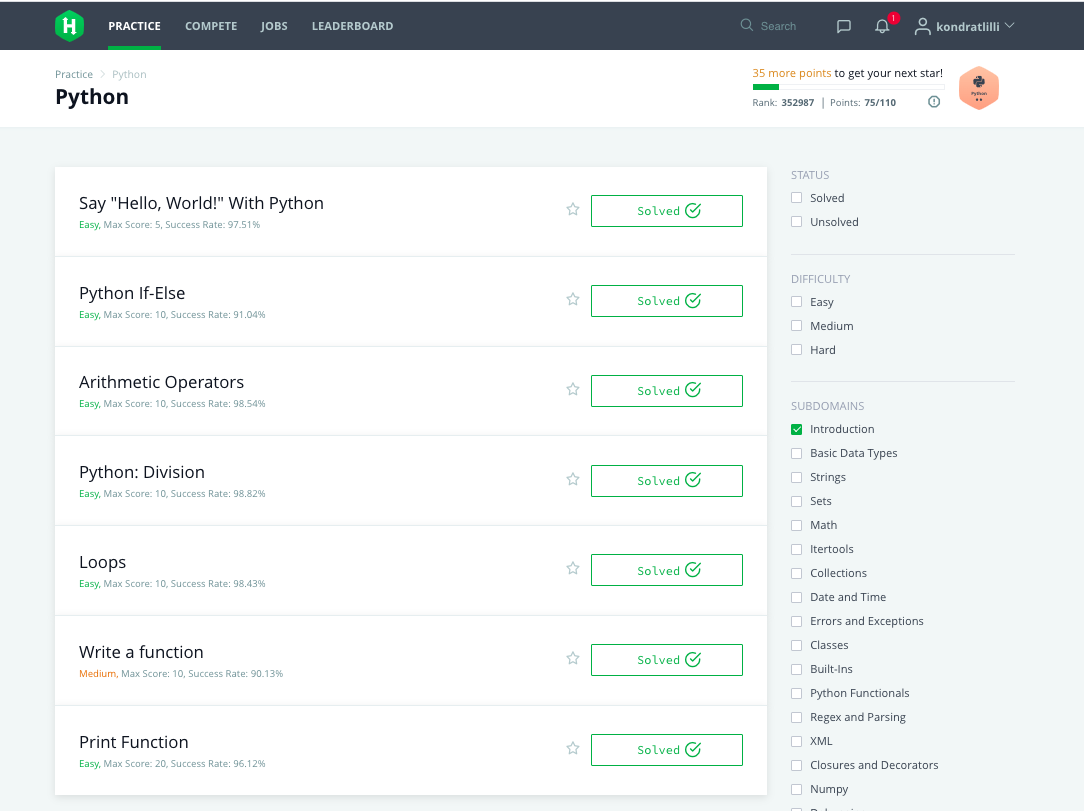 PRACTICE COMPETE JOBS LEADERBOARD Search 1 kondratlilli
Practice > Python
Python
35 more points to get your next star!
Rank: 352987 | Points: 75/110
Python
Say "Hello, World!" With Python
Easy, Max Score: 5, Success Rate: 97.51%
Solved
Python If-Else
Easy, Max Score: 10, Success Rate: 91.04%
Solved
Arithmetic Operators
Easy, Max Score: 10, Success Rate: 98.54%
Solved
Python: Division
Easy, Max Score: 10, Success Rate: 98.82%
Solved
Loops
Easy, Max Score: 10, Success Rate: 98.43%
Solved
Write a function
Medium, Max Score: 10, Success Rate: 90.13%
Solved
Print Function
Easy, Max Score: 20, Success Rate: 96.12%
Solved
STATUS
Solved
Unsolved
DIFFICULTY
Easy
Medium
Hard
SUBDOMAINS
Introduction
Basic Data Types
Strings
Sets
Math
Itertools
Collections
Date and Time
Errors and Exceptions
Classes
Built-Ins
Python Functionals
Regex and Parsing
XML
Closures and Decorators
Numpy